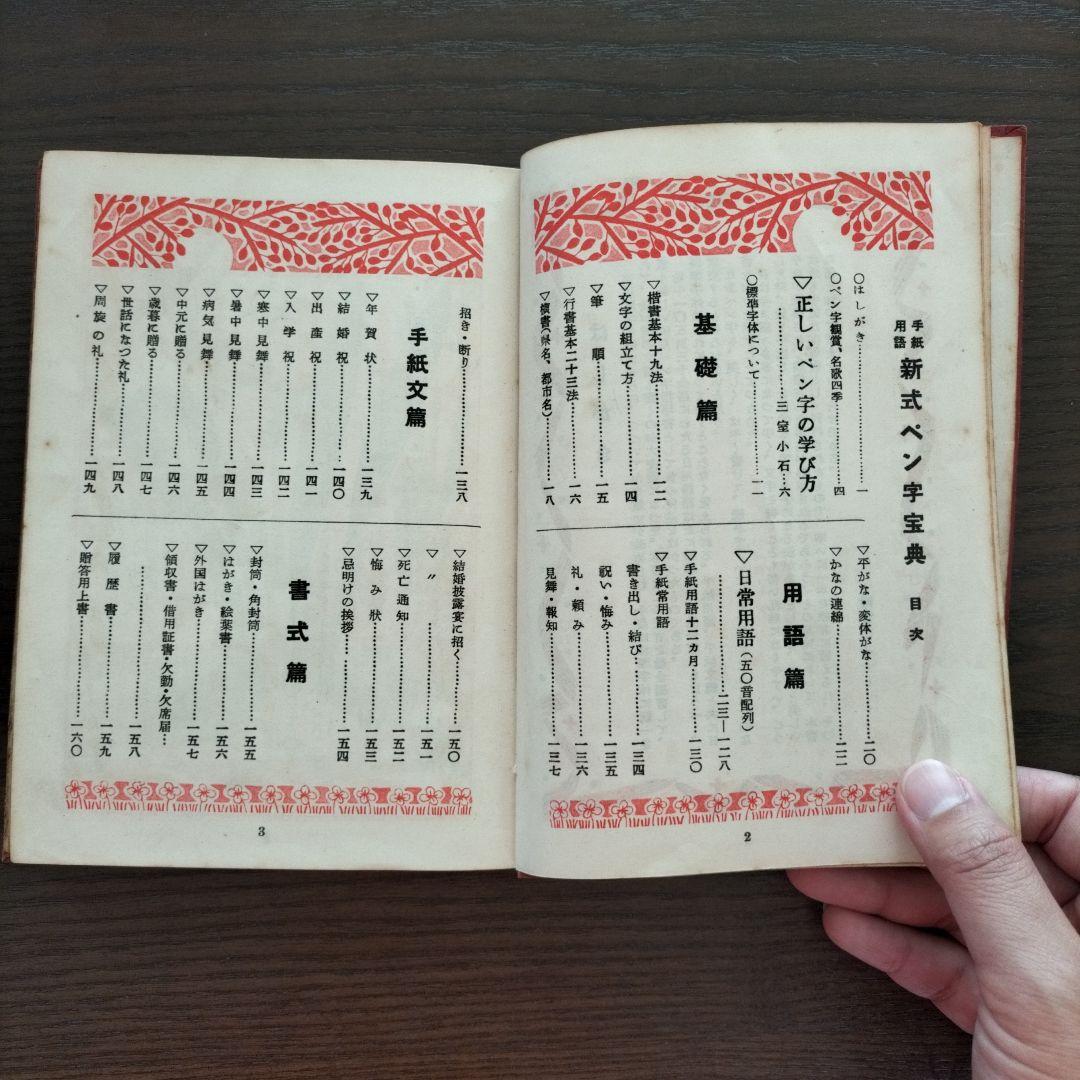 手紙用語 新式ペン字宝典 目次
○はしがき………一
○ペン字観賞、名歌四季………四
▽正しいペン字の学び方
………三室小石…六
○標準字体について………一一
基礎篇
▽楷書基本十九法………一二
▽文字の組立て方………一四
▽筆順………一五
▽行書基本二十三法………一六
▽横書(県名、都市名)………一八
▽平がな・変体がな………二〇
▽かなの連綿………二二
用語篇
▽日常用語(五〇音配列)
………二三―一二八
▽手紙用語十二カ月………一三〇
▽手紙常用語
書き出し・結び………一三四
祝い・悔み………一三五
礼・頼み………一三六
見舞・報知………一三七
2
招き・断り………一三八
手紙文篇
▽年賀状………一三九
▽結婚祝………一四〇
▽出産祝………一四一
▽入学祝………一四二
▽寒中見舞………一四三
▽暑中見舞………一四四
▽病気見舞………一四五
▽中元に贈る………一四六
▽歳暮に贈る………一四七
▽世話になつた礼………一四八
▽周旋の礼………一四九
▽結婚披露宴に招く………一五〇
▽〃………一五一
▽死亡通知………一五二
▽悔み状………一五三
▽忌明けの挨拶………一五四
書式篇
▽封筒・角封筒………一五五
▽はがき・絵葉書………一五六
▽外国はがき………一五七
▽領収書・借用証書・欠勤・欠席届…
………一五八
▽履歴書………一五九
▽贈答用上書………一六〇
3